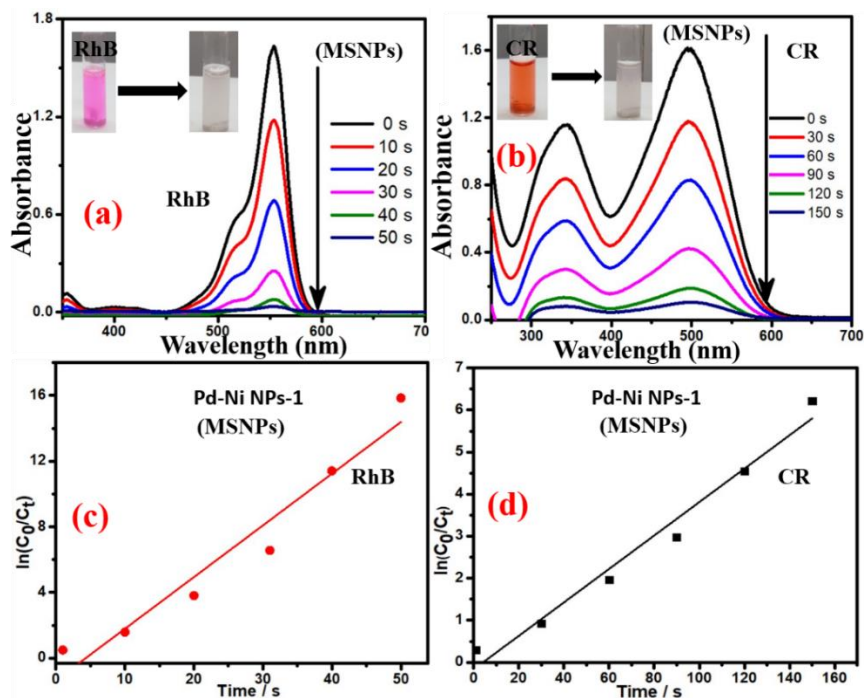 RhB
(MSNPs)
0 s
10 s
20 s
30 s
40 s
50 s
(a)
RhB
Absorbance
1.8
1.2
0.6
0.0
400
500
600
70
Wavelength (nm)
CR
(MSNPs)
CR
0 s
30 s
60 s
90 s
120 s
150 s
(b)
Absorbance
1.6
1.2
0.8
0.4
0.0
300
400
500
600
700
Wavelength (nm)
Pd-Ni NPs-1
(MSNPs)
RhB
(c)
ln(C0/Ct)
16
12
8
4
0
0
10
20
30
40
50
Time / s
Pd-Ni NPs-1
(MSNPs)
CR
(d)
ln(C0/Ct)
7
6
5
4
3
2
1
0
0
20
40
60
80
100
120
140
160
Time / s